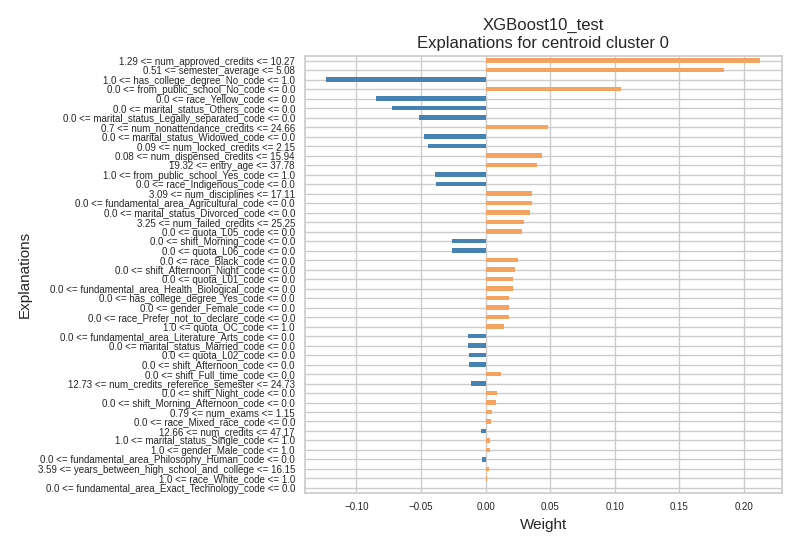 XGBoost10_test
Explanations for centroid cluster 0
1.29 <= num_approved_credits <= 10.27
0.51 <= semester_average <= 5.08
1.0 <= has_college_degree_No_code <= 1.0
0.0 <= from_public_school_No_code <= 0.0
0.0 <= race_Yellow_code <= 0.0
0.0 <= marital_status_Others_code <= 0.0
0.0 <= marital_status_Legally_separated_code <= 0.0
0.7 <= num_nonattendance_credits <= 24.66
0.0 <= marital_status_Widowed_code <= 0.0
0.09 <= num_locked_credits <= 2.15
0.08 <= num_dispensed_credits <= 15.94
19.32 <= entry_age <= 37.78
1.0 <= from_public_school_Yes_code <= 1.0
0.0 <= race_Indigenous_code <= 0.0
3.09 <= num_disciplines <= 17.11
0.0 <= fundamental_area_Agricultural_code <= 0.0
0.0 <= marital_status_Divorced_code <= 0.0
3.25 <= num_failed_credits <= 25.25
0.0 <= quota_L05_code <= 0.0
0.0 <= shift_Morning_code <= 0.0
0.0 <= quota_L06_code <= 0.0
0.0 <= race_Black_code <= 0.0
0.0 <= shift_Afternoon_Night_code <= 0.0
0.0 <= quota_L01_code <= 0.0
0.0 <= fundamental_area_Health_Biological_code <= 0.0
0.0 <= has_college_degree_Yes_code <= 0.0
0.0 <= gender_Female_code <= 0.0
0.0 <= race_Prefer_not_to_declare_code <= 0.0
1.0 <= quota_OC_code <= 1.0
0.0 <= fundamental_area_Literature_Arts_code <= 0.0
0.0 <= marital_status_Married_code <= 0.0
0.0 <= quota_L02_code <= 0.0
0.0 <= shift_Afternoon_code <= 0.0
0.0 <= shift_Full_time_code <= 0.0
12.73 <= num_credits_reference_semester <= 24.73
0.0 <= shift_Night_code <= 0.0
0.0 <= shift_Morning_Afternoon_code <= 0.0
0.79 <= num_exams <= 1.15
0.0 <= race_Mixed_race_code <= 0.0
12.66 <= num_credits <= 47.17
1.0 <= marital_status_Single_code <= 1.0
1.0 <= gender_Male_code <= 1.0
0.0 <= fundamental_area_Philosophy_Human_code <= 0.0
3.59 <= years_between_high_school_and_college <= 16.15
1.0 <= race_White_code <= 1.0
0.0 <= fundamental_area_Exact_Technology_code <= 0.0
Explanations
−0.10 −0.05 0.00 0.05 0.10 0.15 0.20
Weight